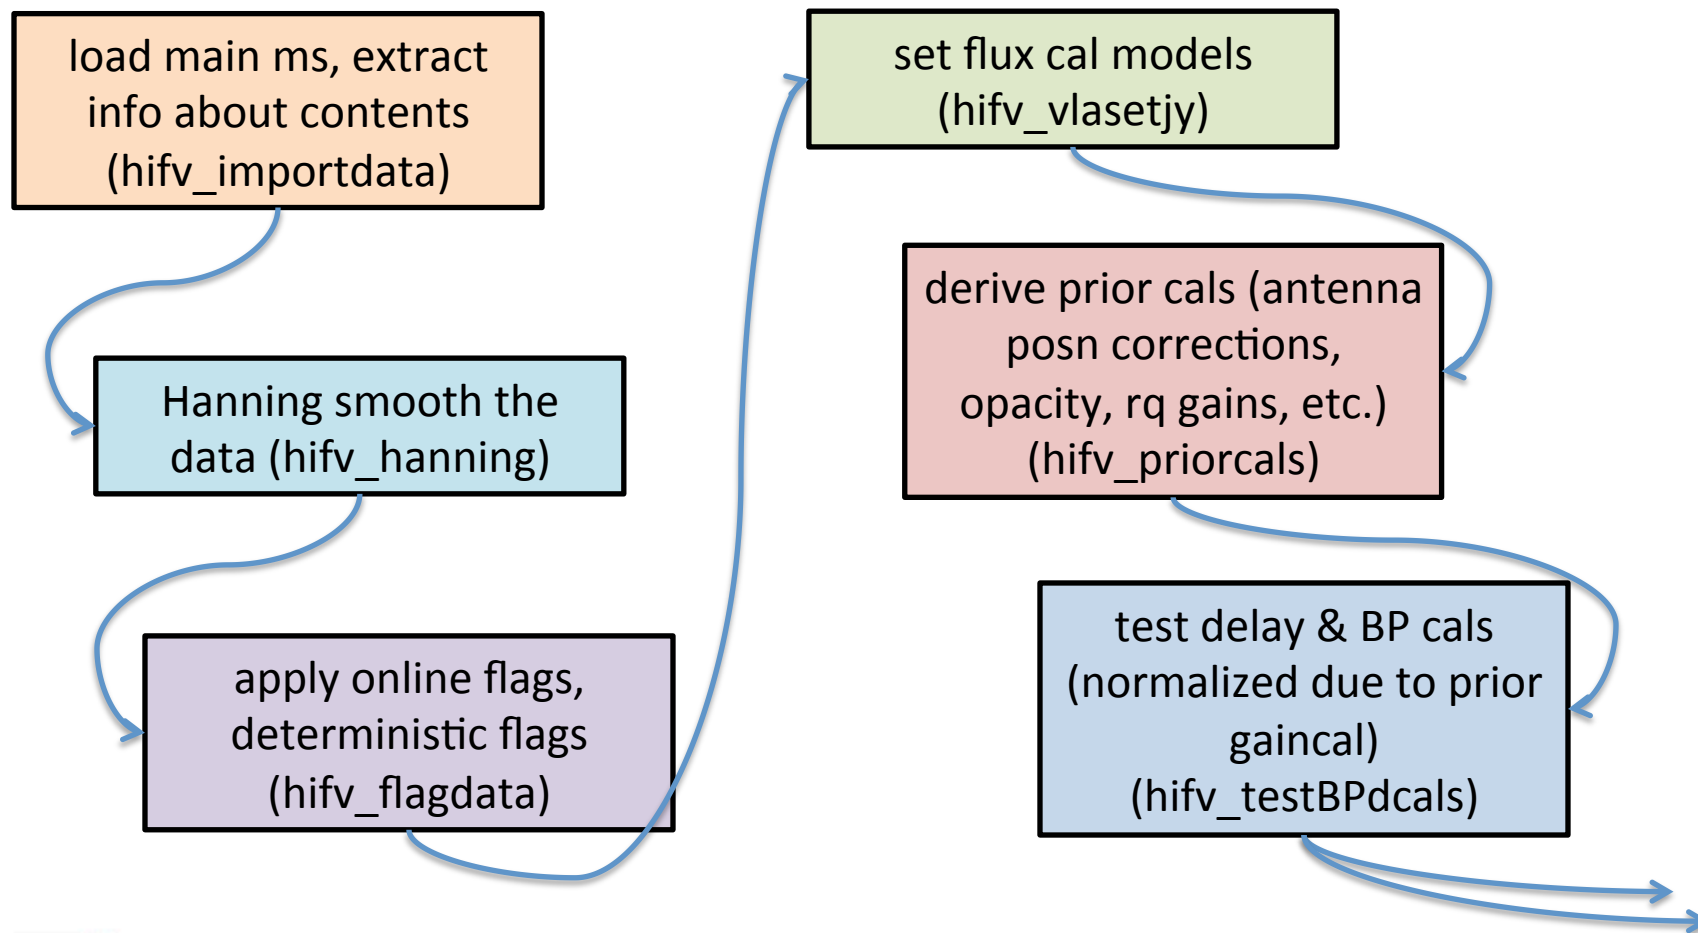 load main ms, extract
info about contents
(hifv_importdata)
Hanning smooth the
data (hifv_hanning)
apply online flags,
deterministic flags
(hifv_flagdata)
set flux cal models
(hifv_vlasetjy)
derive prior cals (antenna
posn corrections,
opacity, rq gains, etc.)
(hifv_priorcals)
test delay & BP cals
(normalized due to prior
gaincal)
(hifv_testBPdcals)